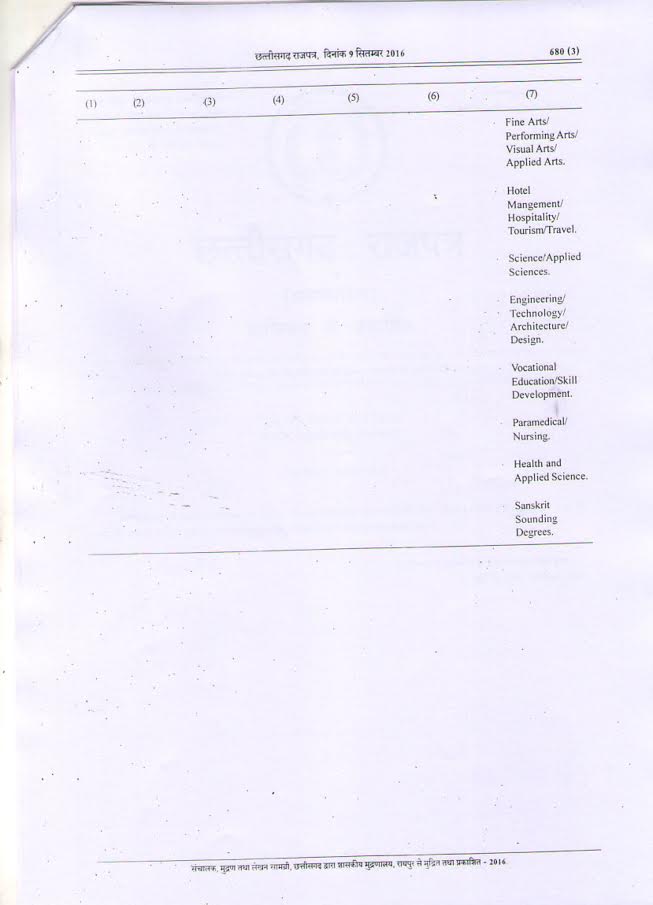 छत्तीसगढ़ राजपत्र, दिनांक 9 सितम्बर 2016 680 (3)
(1) (2) (3) (4) (5) (6) (7)
Fine Arts/
Performing Arts/
Visual Arts/
Applied Arts.
Hotel
Mangement/
Hospitality/
Tourism/Travel.
Science/Applied
Sciences.
Engineering/
Technology/
Architecture/
Design.
Vocational
Education/Skill
Development.
Paramedical/
Nursing.
Health and
Applied Science.
Sanskrit
Sounding
Degrees.
संचालक, मुद्रण तथा लेखन सामग्री, छत्तीसगढ़ द्वारा शासकीय मुद्रणालय, रायपुर से मुद्रित तथा प्रकाशित - 2016.